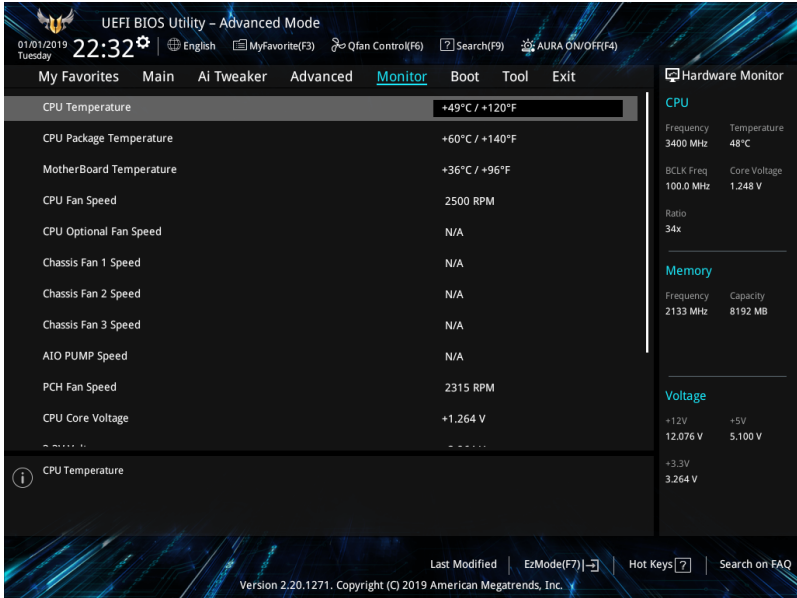 UEFI BIOS Utility – Advanced Mode
01/01/2019 Tuesday 22:32 English MyFavorite(F3) Qfan Control(F6) Search(F9) AURA ON/OFF(F4)
My Favorites Main Ai Tweaker Advanced Monitor Boot Tool Exit
CPU Temperature +49°C / +120°F
CPU Package Temperature +60°C / +140°F
MotherBoard Temperature +36°C / +96°F
CPU Fan Speed 2500 RPM
CPU Optional Fan Speed N/A
Chassis Fan 1 Speed N/A
Chassis Fan 2 Speed N/A
Chassis Fan 3 Speed N/A
AIO PUMP Speed N/A
PCH Fan Speed 2315 RPM
CPU Core Voltage +1.264 V
CPU Temperature
Hardware Monitor
CPU
Frequency Temperature
3400 MHz 48°C
BCLK Freq Core Voltage
100.0 MHz 1.248 V
Ratio
34x
Memory
Frequency Capacity
2133 MHz 8192 MB
Voltage
+12V +5V
12.076 V 5.100 V
+3.3V
3.264 V
Last Modified EzMode(F7) Hot Keys ? Search on FAQ
Version 2.20.1271. Copyright (C) 2019 American Megatrends, Inc.